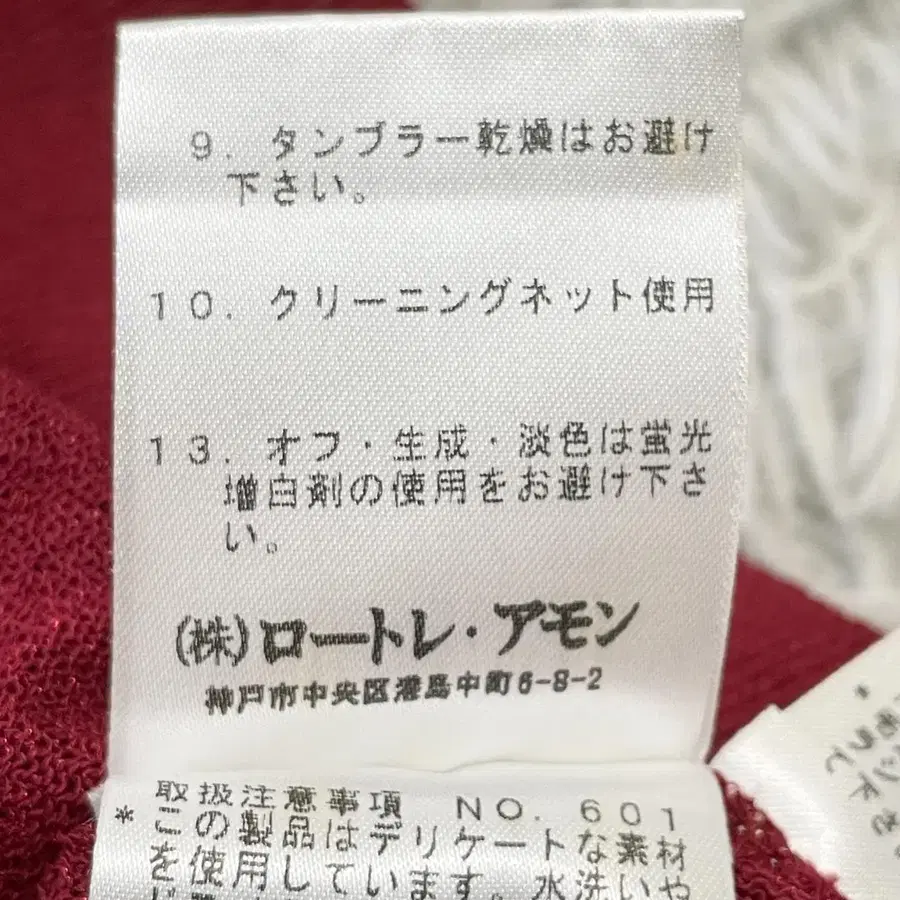 9. タンブラー乾燥はお避け
下さい。
10. クリーニングネット使用
13. オフ・生成・淡色は蛍光
増白剤の使用をお避け下さ
い。
(株)ロートレ・アモン
神戸市中央区港島中町6-8-2
取扱注意事項 NO. 601
* この製品はデリケートな素材
を使用しています。水洗いや